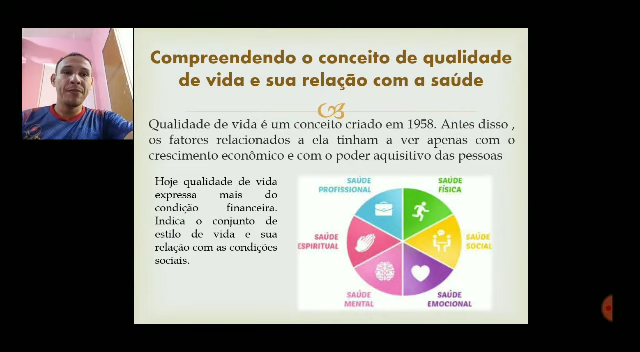 Compreendendo o conceito de qualidade
de vida e sua relação com a saúde
Qualidade de vida é um conceito criado em 1958. Antes disso ,
os fatores relacionados a ela tinham a ver apenas com o
crescimento econômico e com o poder aquisitivo das pessoas
Hoje qualidade de vida
expressa mais do
condição financeira.
Indica o conjunto de
estilo de vida e sua
relação com as condições
sociais.
SAÚDE
PROFISSIONAL
SAÚDE
FÍSICA
SAÚDE
ESPIRITUAL
SAÚDE
SOCIAL
SAÚDE
MENTAL
SAÚDE
EMOCIONAL